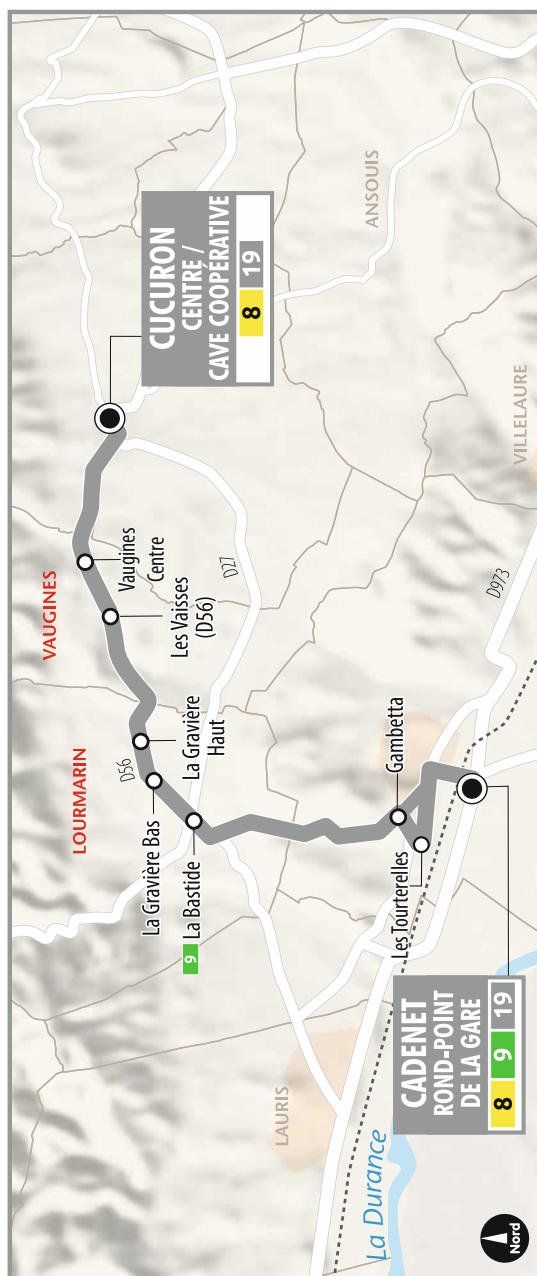 VAUGINES
LOURMARIN
CUCURON
CENTRE /
CAVE COOPÉRATIVE
8 19
ANSOUIS
VILLELAURE
Vaugines
Centre
Les Vaisses
(D56)
D27
D973
D56
La Gravière
Haut
La Gravière Bas
9 La Bastide
Gambetta
Les Tourterelles
LAURIS
CADENET
ROND-POINT
DE LA GARE
8 9 19
La Durance
Nord